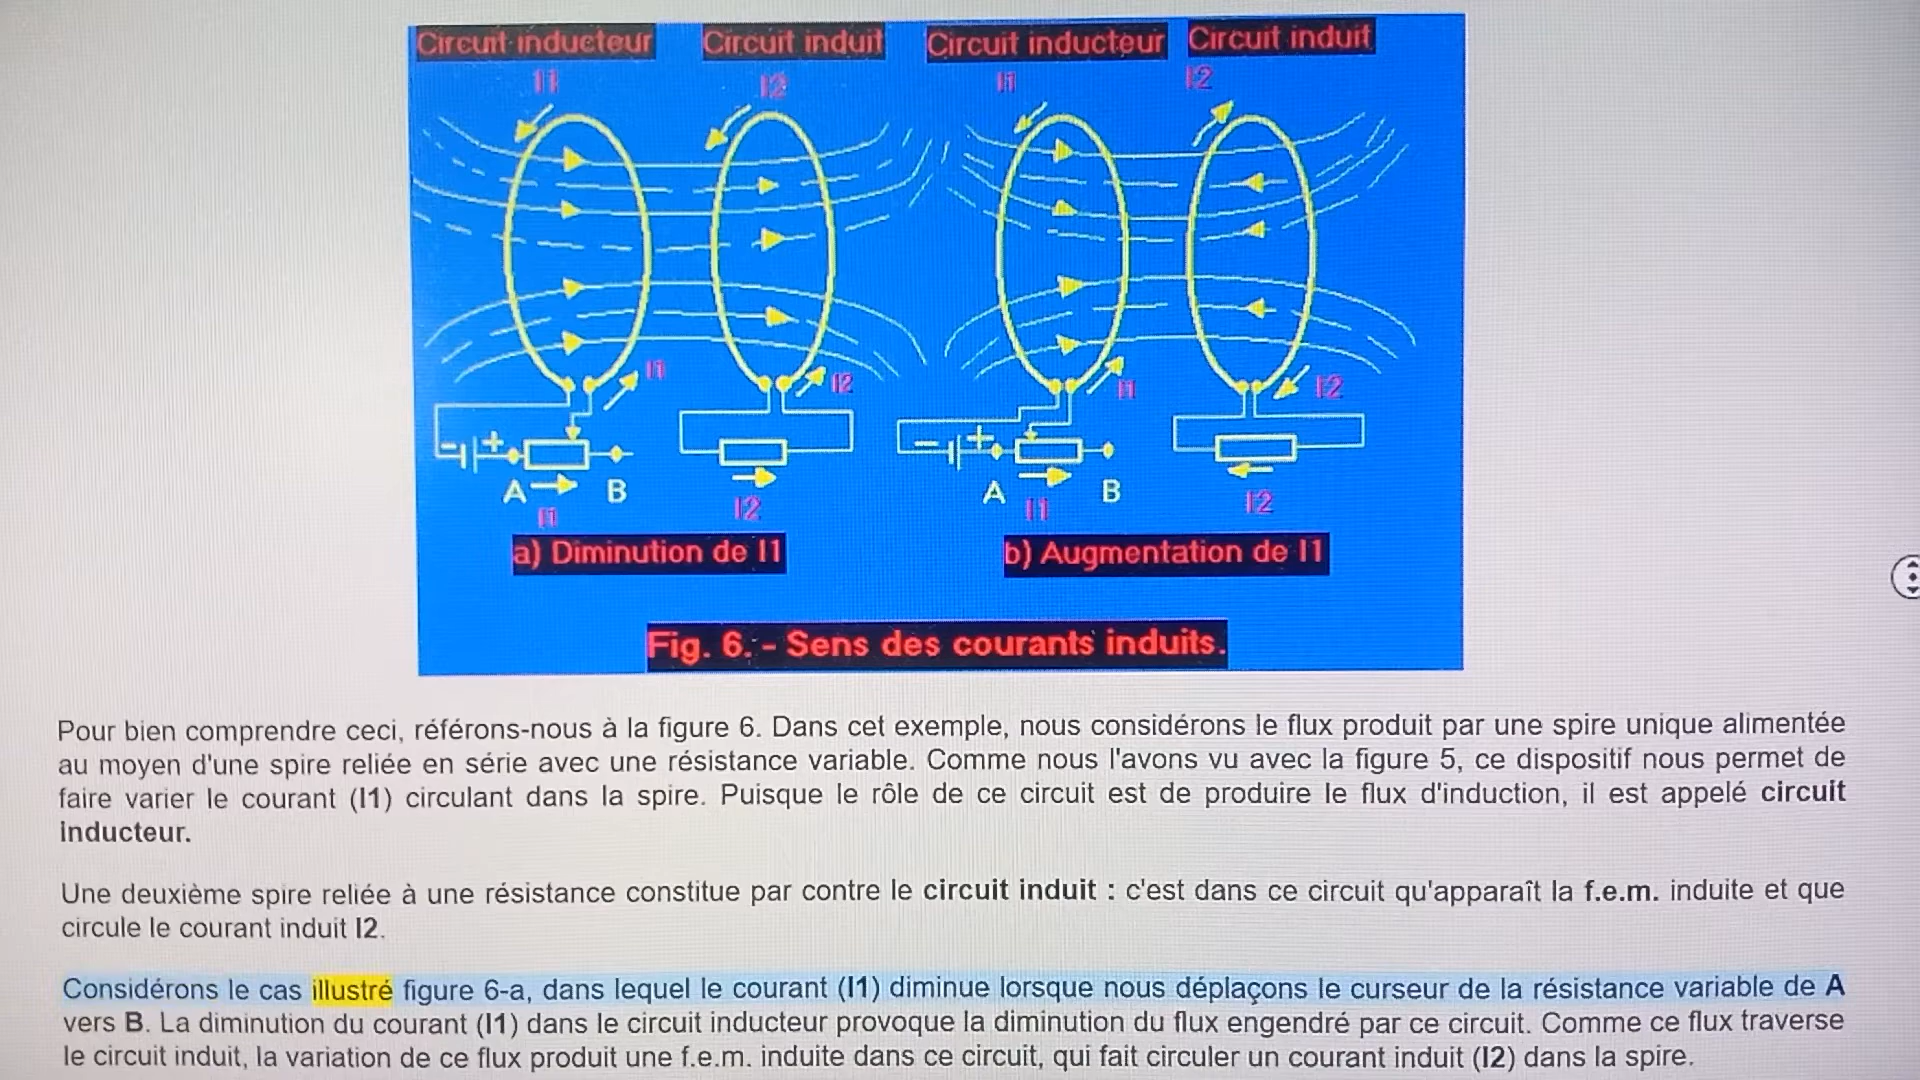 Circuit inducteur Circuit induit Circuit inducteur Circuit induit
I1 I2 I1 I2
I1 I2 I1 I2
- + - +
A B A B
I1 I2 I1 I2
a) Diminution de I1 b) Augmentation de I1
Fig. 6. - Sens des courants induits.
Pour bien comprendre ceci, référons-nous à la figure 6. Dans cet exemple, nous considérons le flux produit par une spire unique alimentée
au moyen d'une spire reliée en série avec une résistance variable. Comme nous l'avons vu avec la figure 5, ce dispositif nous permet de
faire varier le courant (I1) circulant dans la spire. Puisque le rôle de ce circuit est de produire le flux d'induction, il est appelé circuit
inducteur.
Une deuxième spire reliée à une résistance constitue par contre le circuit induit : c'est dans ce circuit qu'apparaît la f.e.m. induite et que
circule le courant induit I2.
Considérons le cas illustré figure 6-a, dans lequel le courant (I1) diminue lorsque nous déplaçons le curseur de la résistance variable de A
vers B. La diminution du courant (I1) dans le circuit inducteur provoque la diminution du flux engendré par ce circuit. Comme ce flux traverse
le circuit induit, la variation de ce flux produit une f.e.m. induite dans ce circuit, qui fait circuler un courant induit (I2) dans la spire.